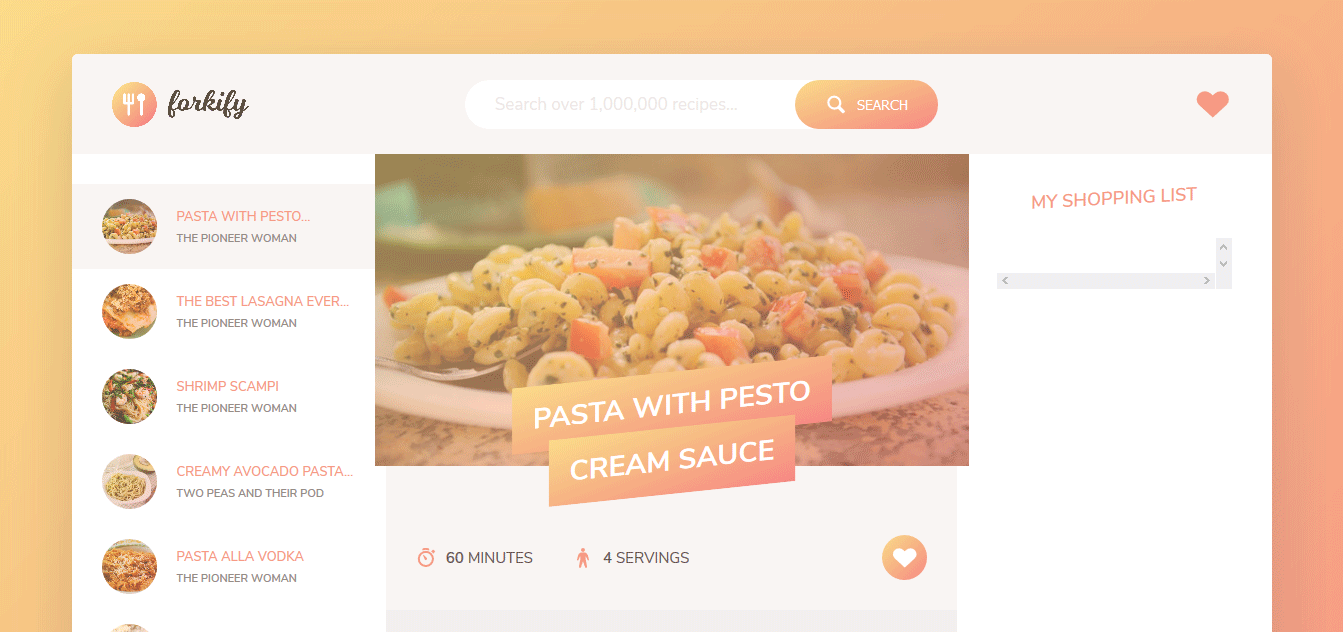 forkify
Search over 1,000,000 recipes...
SEARCH
PASTA WITH PESTO...
THE PIONEER WOMAN
THE BEST LASAGNA EVER...
THE PIONEER WOMAN
SHRIMP SCAMPI
THE PIONEER WOMAN
CREAMY AVOCADO PASTA...
TWO PEAS AND THEIR POD
PASTA ALLA VODKA
THE PIONEER WOMAN
PASTA WITH PESTO
CREAM SAUCE
60 MINUTES
4 SERVINGS
MY SHOPPING LIST